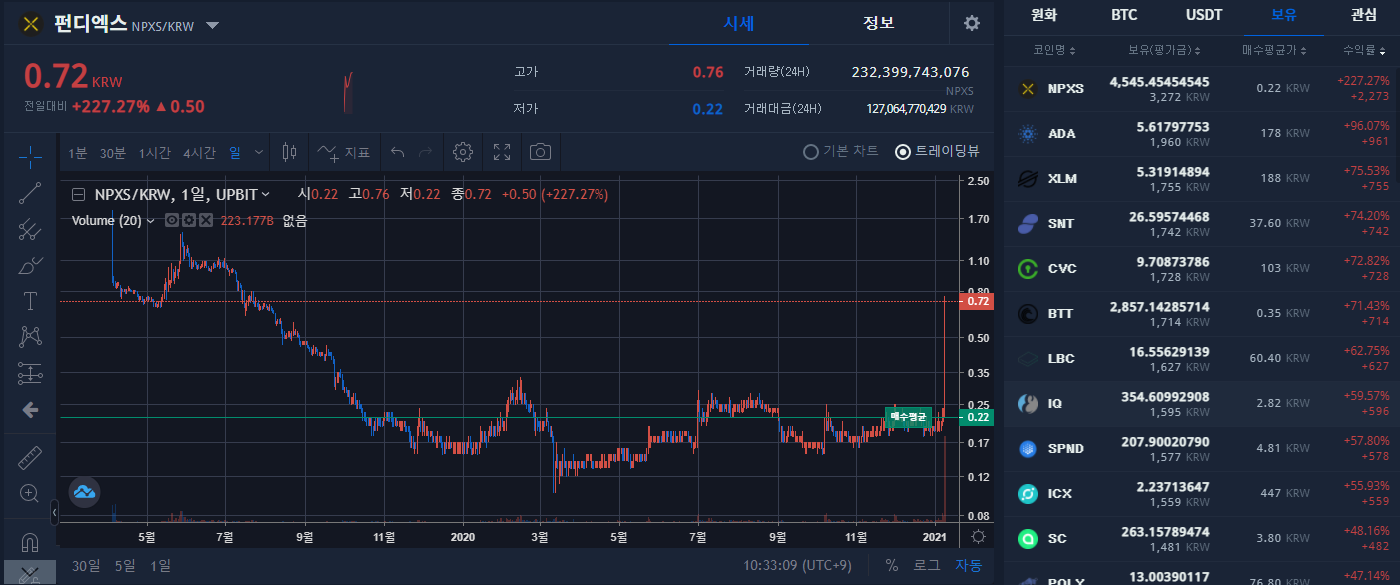 펀디엑스 NPXS/KRW
시세
정보
0.72 KRW
전일대비 +227.27% ▲ 0.50
고가 0.76
저가 0.22
거래량(24H) 232,399,743,076
NPXS
거래대금(24H) 127,064,770,429 KRW
1분 30분 1시간 4시간 일
지표
기본 차트
트레이딩뷰
NPXS/KRW, 1일, UPBIT
시0.22 고0.76 저0.22 종0.72 +0.50 (+227.27%)
Volume (20) 223.177B 없음
2.50
1.70
1.10
0.80
0.72
0.50
0.35
0.25
매수평균
0.22
0.17
0.12
0.08
5월 7월 9월 11월 2020 3월 5월 7월 9월 11월 2021
30일 5일 1일
10:33:09 (UTC+9)
% 로그 자동
원화 BTC USDT 보유 관심
코인명 보유(평가금) 매수평균가 수익률
NPXS 4,545.45454545 0.22 KRW +227.27%
3,272 KRW +2,273
ADA 5.61797753 178 KRW +96.07%
1,960 KRW +961
XLM 5.31914894 188 KRW +75.53%
1,755 KRW +755
SNT 26.59574468 37.60 KRW +74.20%
1,742 KRW +742
CVC 9.70873786 103 KRW +72.82%
1,728 KRW +728
BTT 2,857.14285714 0.35 KRW +71.43%
1,714 KRW +714
LBC 16.55629139 60.40 KRW +62.75%
1,627 KRW +627
IQ 354.60992908 2.82 KRW +59.57%
1,595 KRW +596
SPND 207.90020790 4.81 KRW +57.80%
1,577 KRW +578
ICX 2.23713647 447 KRW +55.93%
1,559 KRW +559
SC 263.15789474 3.80 KRW +48.16%
1,481 KRW +482
POLY 13.00390117 76.80 KRW +47.14%